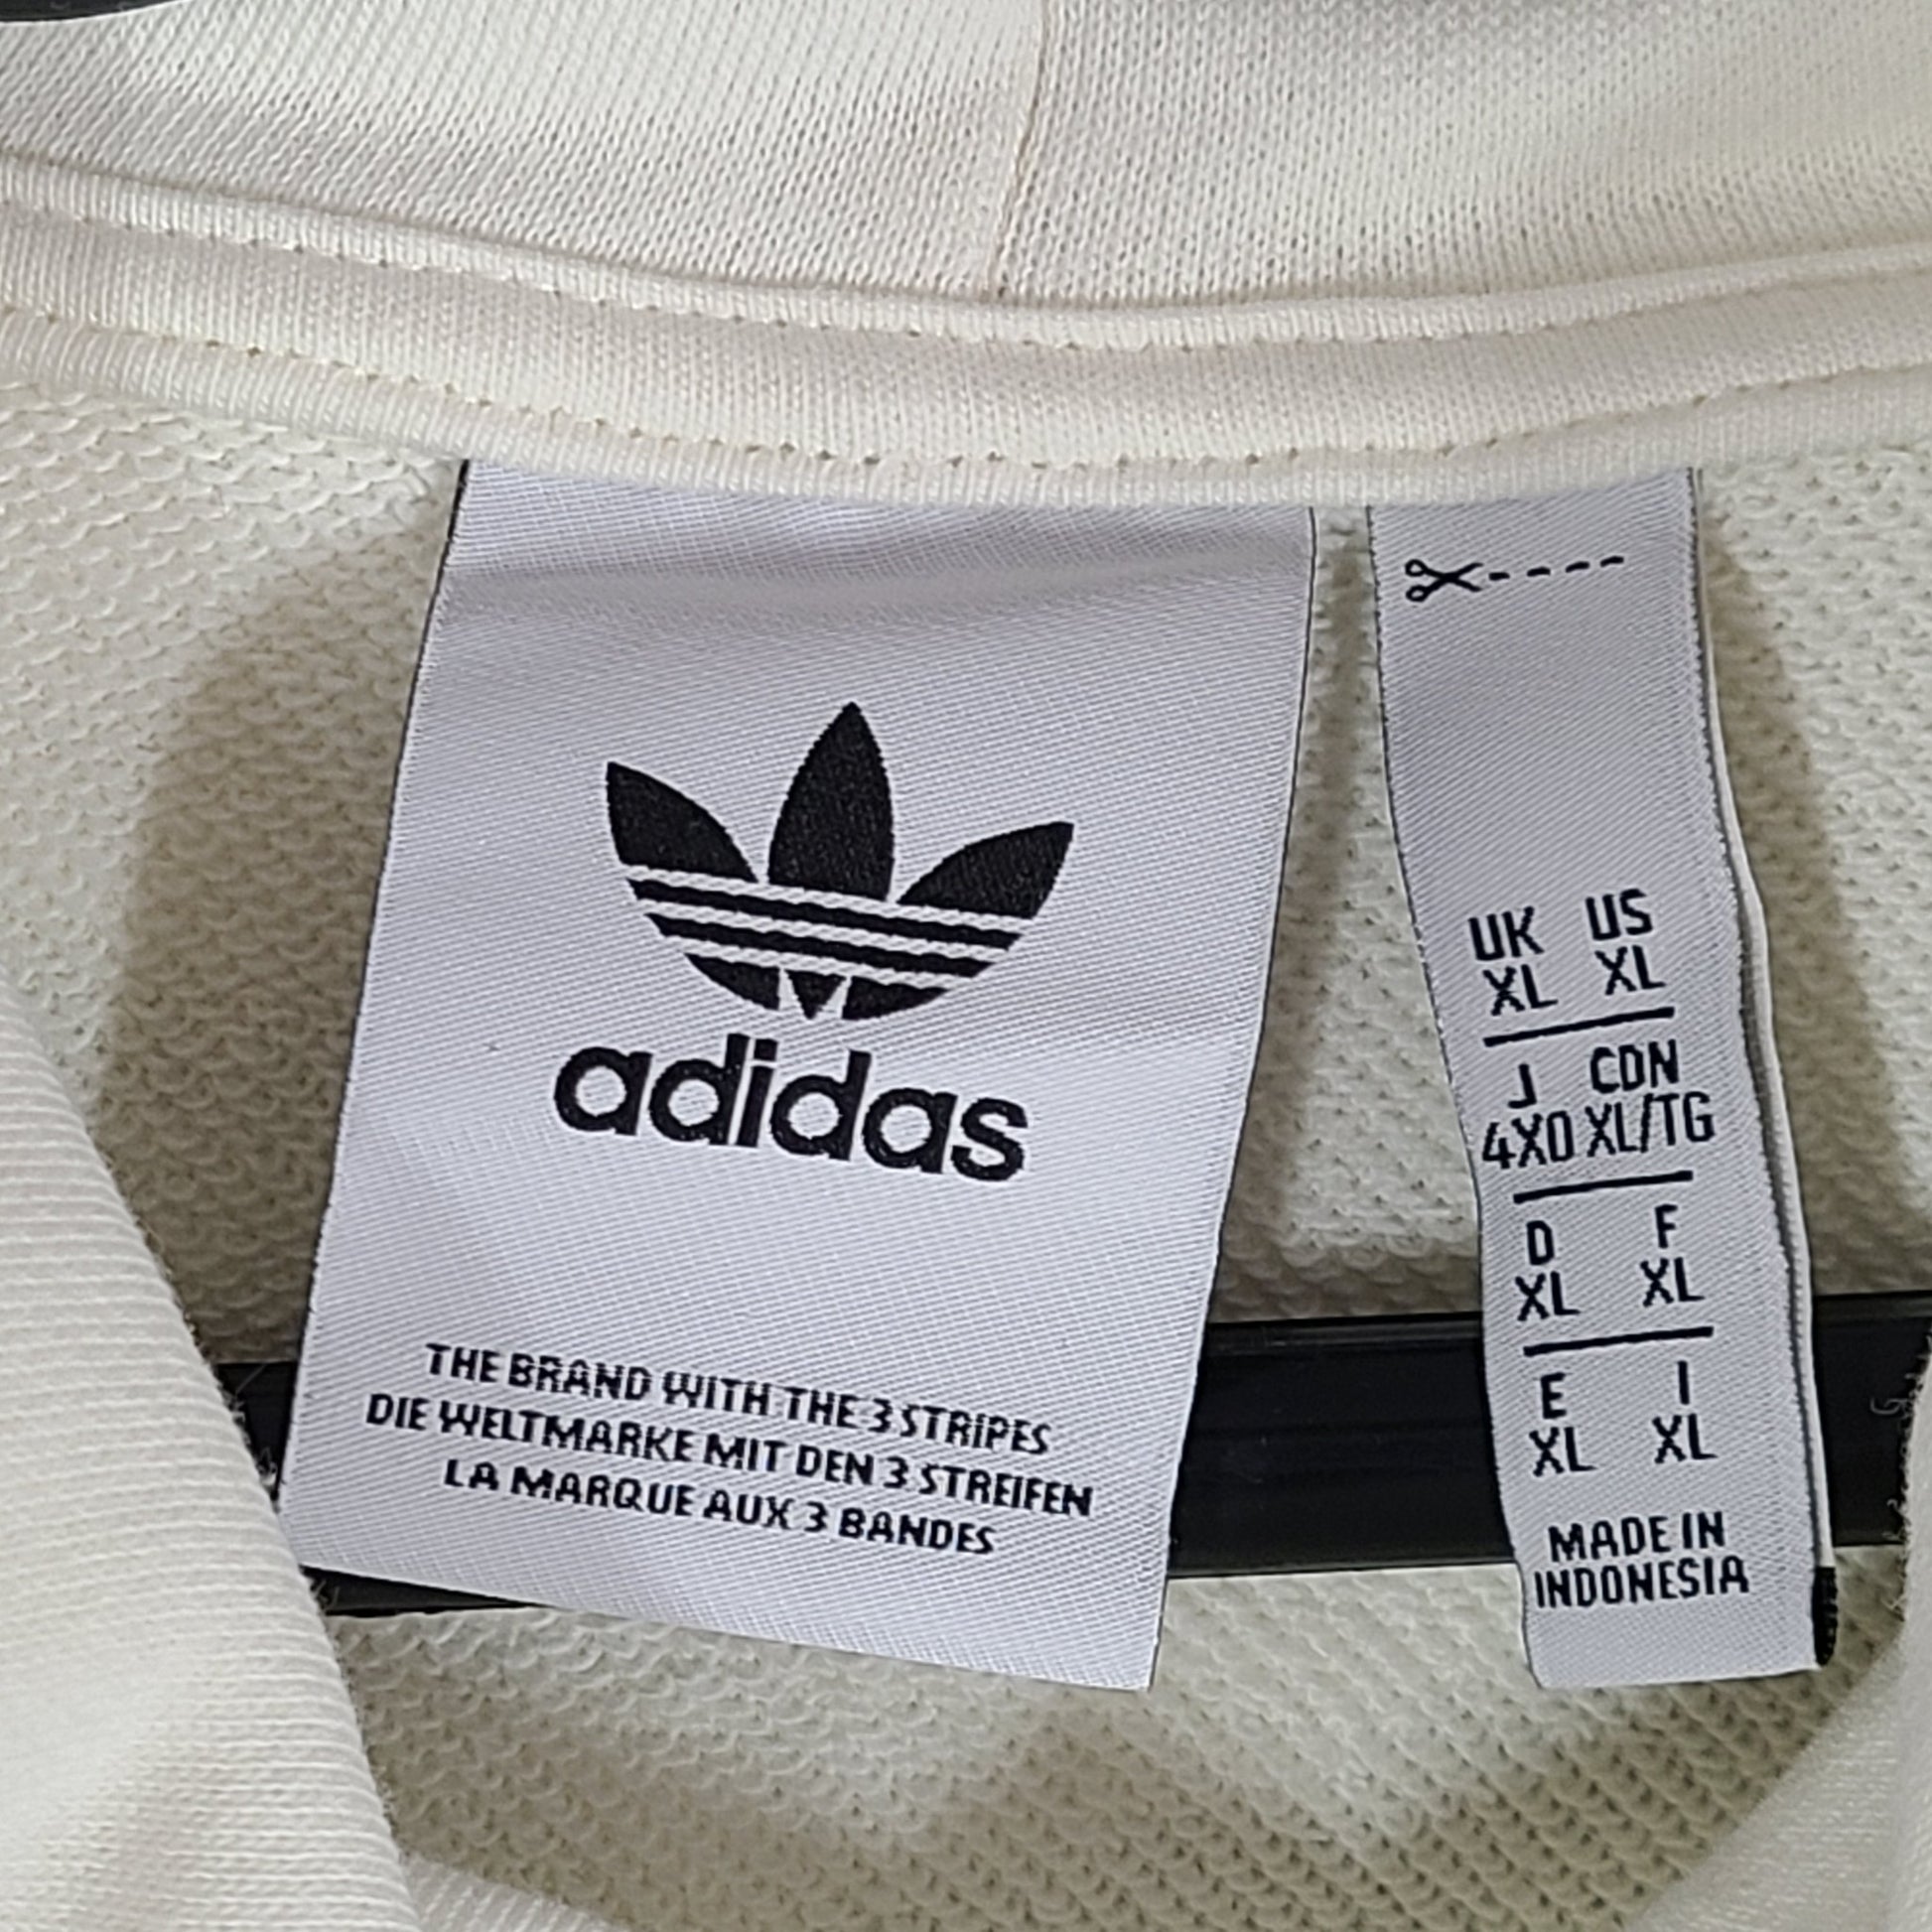 adidas
THE BRAND WITH THE 3 STRIPES
DIE WELTMARKE MIT DEN 3 STREIFEN
LA MARQUE AUX 3 BANDES
UK US
XL XL
J CDN
4XO XL/TG
D F
XL XL
E I
XL XL
MADE IN
INDONESIA